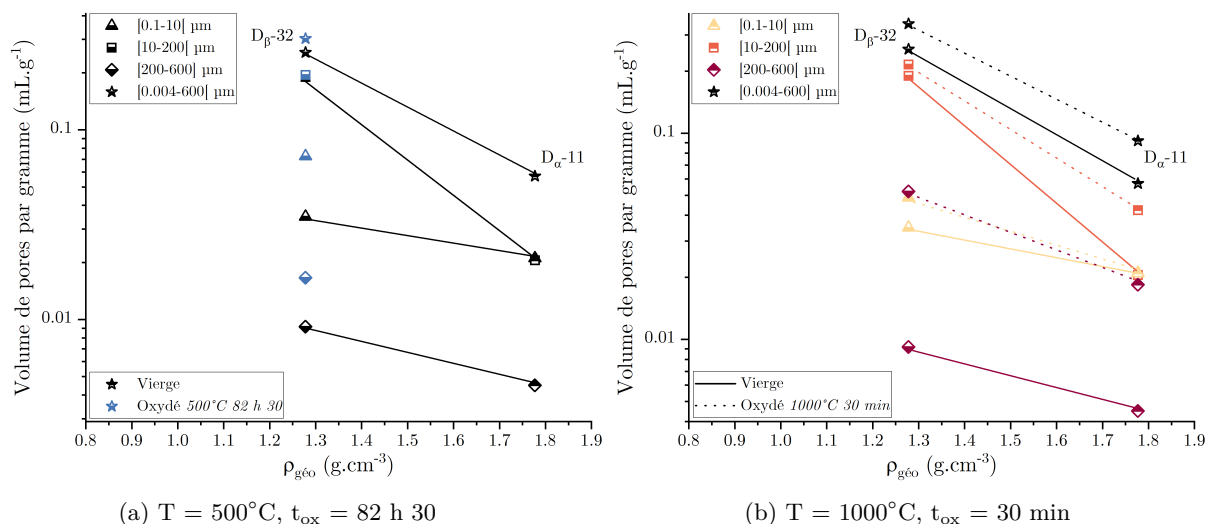 [0.1-10[ µm
[10-200[ µm
[200-600[ µm
[0.004-600[ µm
Dβ-32
Dα-11
0.1
0.01
Volume de pores par gramme (mL.g⁻¹)
Vierge
Oxydé 500°C 82 h 30
0.8 0.9 1.0 1.1 1.2 1.3 1.4 1.5 1.6 1.7 1.8 1.9
ρgéo (g.cm⁻³)
(a) T = 500°C, tox = 82 h 30
[0.1-10[ µm
[10-200[ µm
[200-600[ µm
[0.004-600[ µm
Dβ-32
Dα-11
0.1
0.01
Volume de pores par gramme (mL.g⁻¹)
Vierge
Oxydé 1000°C 30 min
0.8 0.9 1.0 1.1 1.2 1.3 1.4 1.5 1.6 1.7 1.8 1.9
ρgéo (g.cm⁻³)
(b) T = 1000°C, tox = 30 min